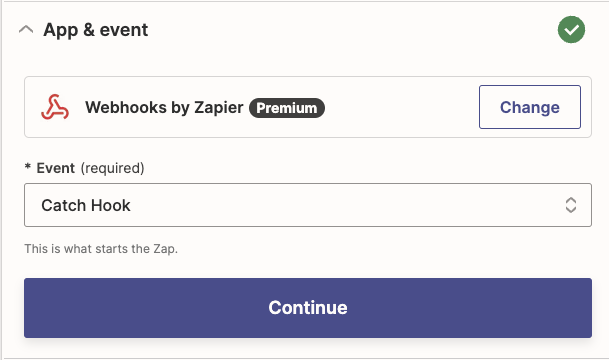 App & event
Webhooks by Zapier Premium Change
* Event (required)
Catch Hook
This is what starts the Zap.
Continue